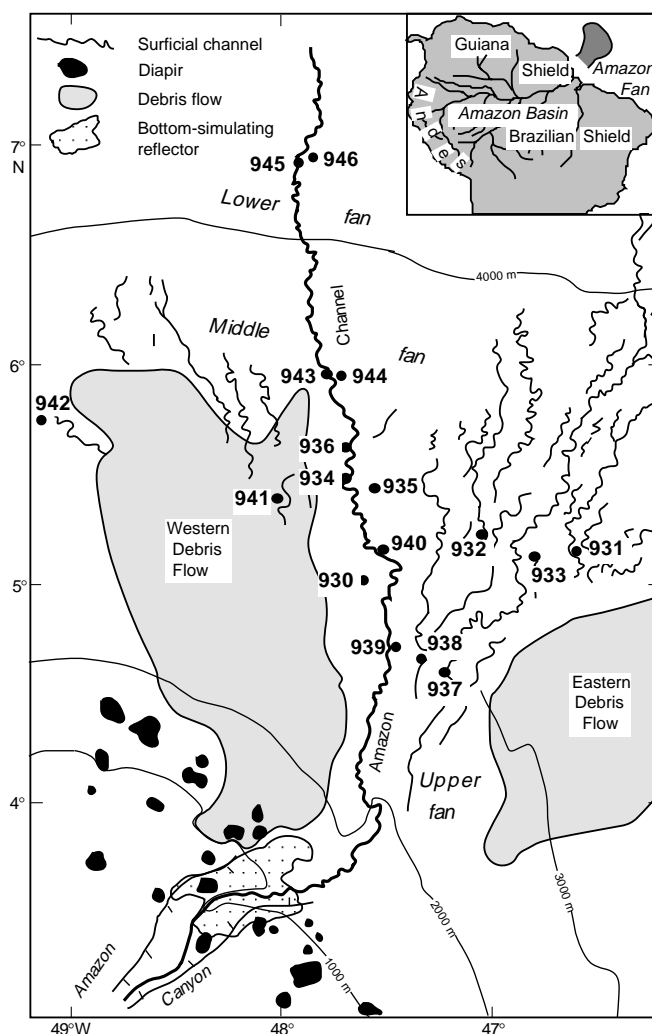 Surficial channel
Diapir
Debris flow
Bottom-simulating
reflector
Guiana
Shield
Amazon
Fan
Andes
Amazon Basin
Brazilian
Shield
7°
N
945
946
Lower
fan
4000 m
Middle
Channel
fan
6°
943
944
942
936
934
935
941
Western
Debris
Flow
940
932
931
933
5°
930
938
939
937
Eastern
Debris
Flow
Amazon
Upper
fan
4°
3000 m
2000 m
1000 m
Amazon
Canyon
49°W
48
47